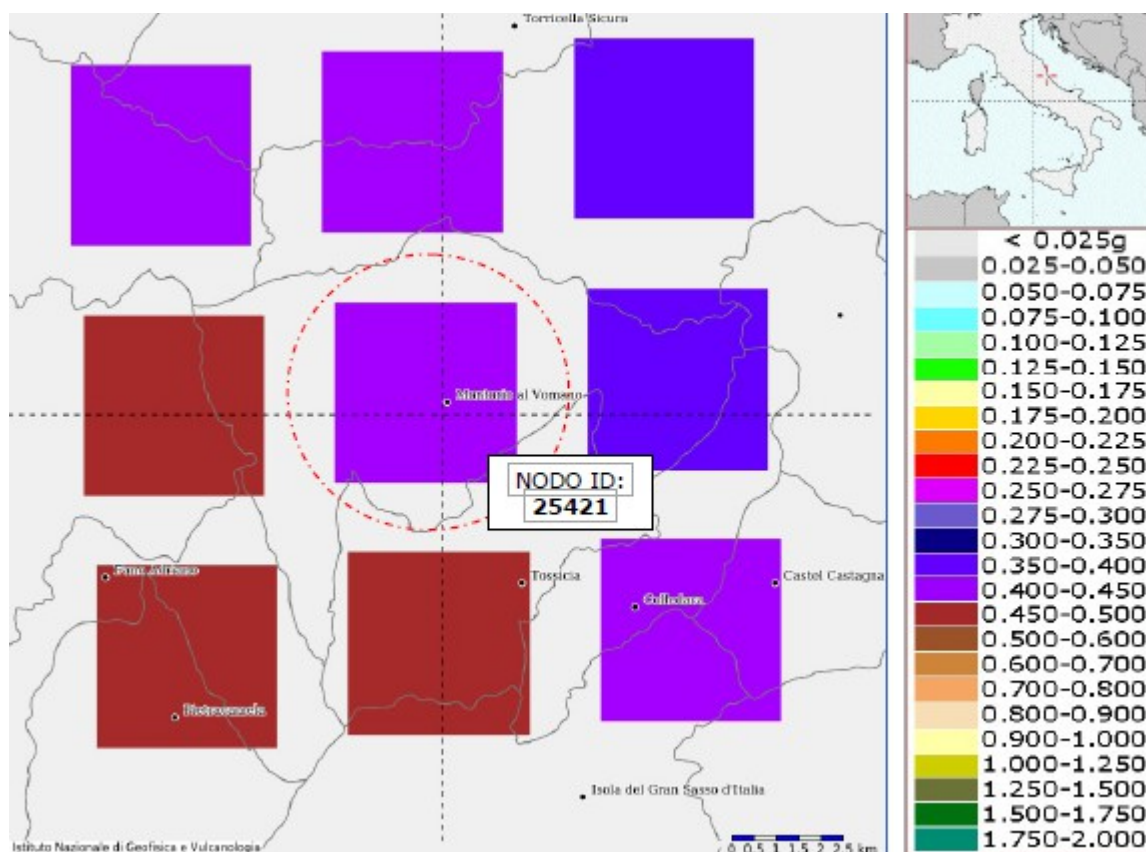 Torricella Sicura
Montorio al Vomano
NODO ID:
25421
Fano Adriano
Tossicia
Castel Castagna
Colledara
Pietracamela
Isola del Gran Sasso d'Italia
Istituto Nazionale di Geofisica e Vulcanologia
0 0.5 1 1.5 2 2.5 km
< 0.025g
0.025-0.050
0.050-0.075
0.075-0.100
0.100-0.125
0.125-0.150
0.150-0.175
0.175-0.200
0.200-0.225
0.225-0.250
0.250-0.275
0.275-0.300
0.300-0.350
0.350-0.400
0.400-0.450
0.450-0.500
0.500-0.600
0.600-0.700
0.700-0.800
0.800-0.900
0.900-1.000
1.000-1.250
1.250-1.500
1.500-1.750
1.750-2.000